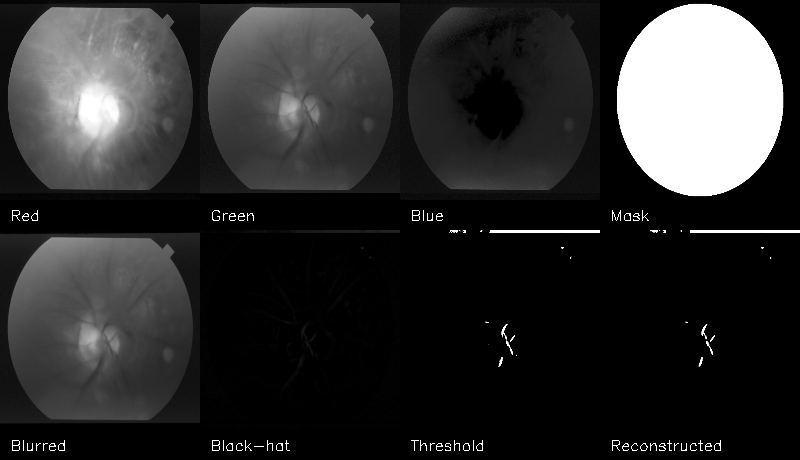 Red
Green
Blue
Mask
Blurred
Black-hat
Threshold
Reconstructed